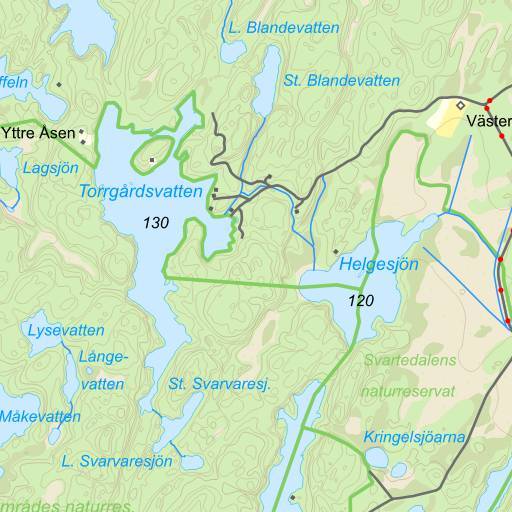 L. Blandevatten
St. Blandevatten
ffeln
Väster
Yttre Åsen
Lagsjön
Torrgårdsvatten
130
Helgesjön
120
Lysevatten
Långe-
vatten
St. Svarvaresj.
Svartedalens
naturreservat
Måkevatten
Kringelsjöarna
L. Svarvaresjön
områdes naturres.